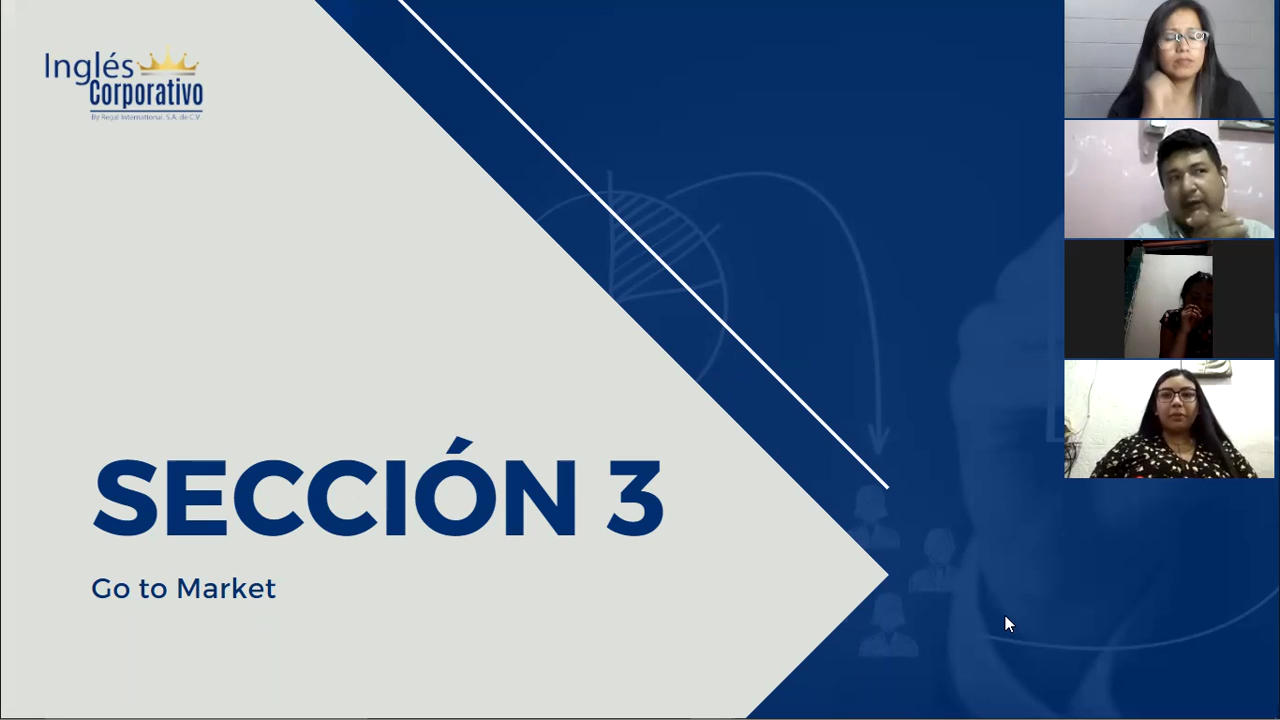 Inglés
Corporativo
By Regal International, S.A. de C.V.
SECCIÓN 3
Go to Market